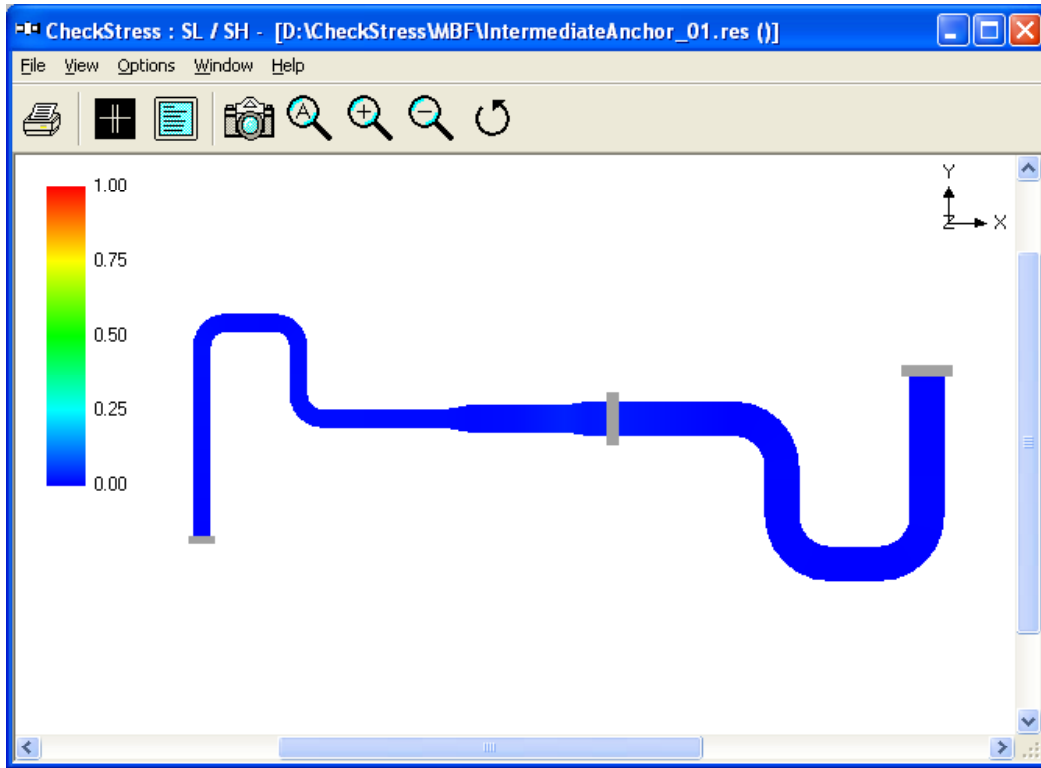 CheckStress : SL / SH - [D:\CheckStress\MBF\IntermediateAnchor_01.res ()]
File View Options Window Help
A
1.00
0.75
0.50
0.25
0.00
Y
Z X